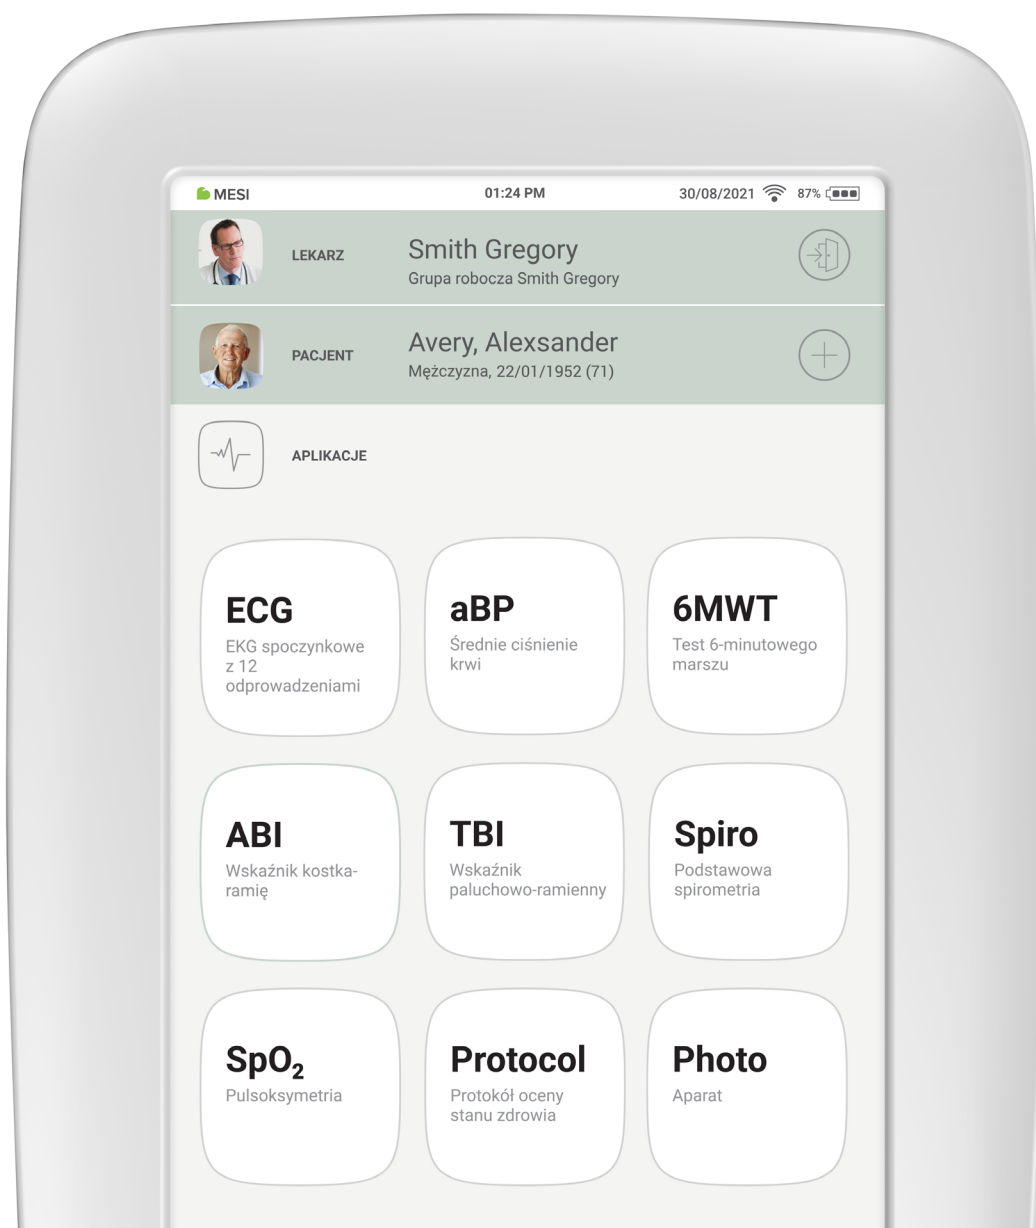 MESI 01:24 PM 30/08/2021 87%
LEKARZ
Smith Gregory
Grupa robocza Smith Gregory
PACJENT
Avery, Alexsander
Mężczyzna, 22/01/1952 (71)
APLIKACJE
ECG
EKG spoczynkowe
z 12
odprowadzeniami
aBP
Średnie ciśnienie
krwi
6MWT
Test 6-minutowego
marszu
ABI
Wskaźnik kostka-
ramię
TBI
Wskaźnik
paluchowo-ramienny
Spiro
Podstawowa
spirometria
SpO₂
Pulsoksymetria
Protocol
Protokół oceny
stanu zdrowia
Photo
Aparat